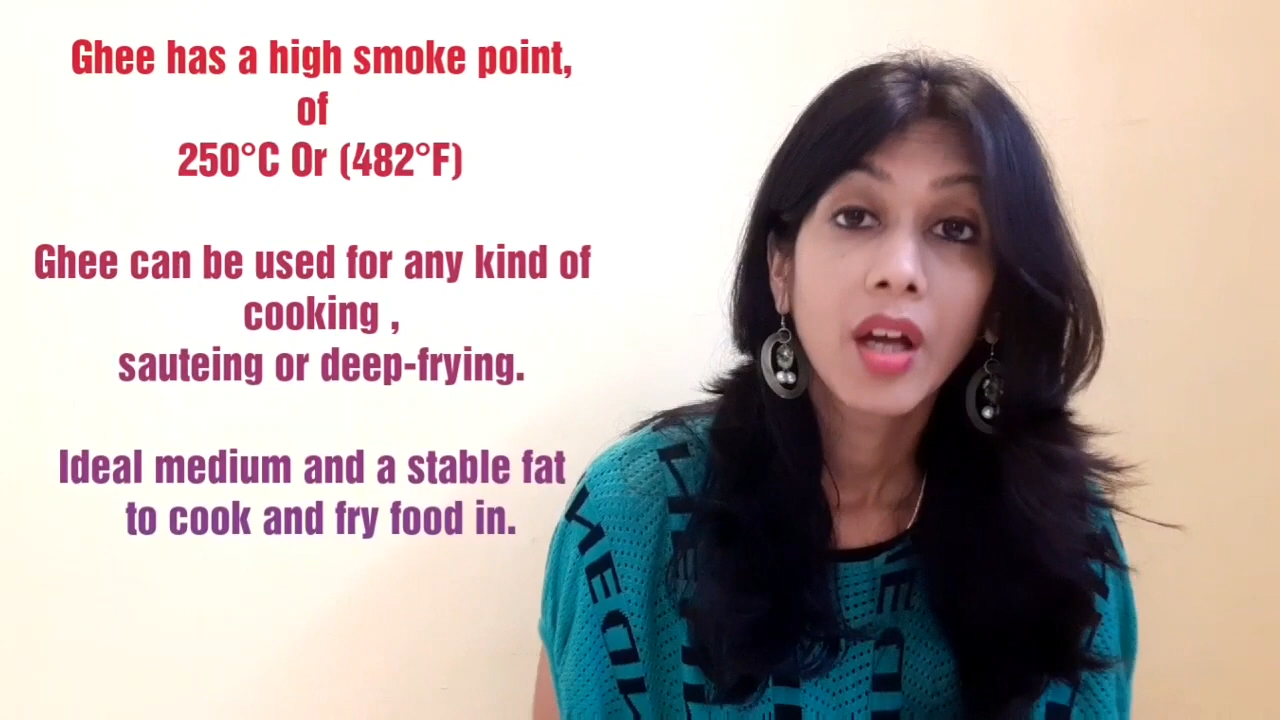 Ghee has a high smoke point,
of
250°C Or (482°F)
Ghee can be used for any kind of
cooking ,
sauteing or deep-frying.
Ideal medium and a stable fat
to cook and fry food in.